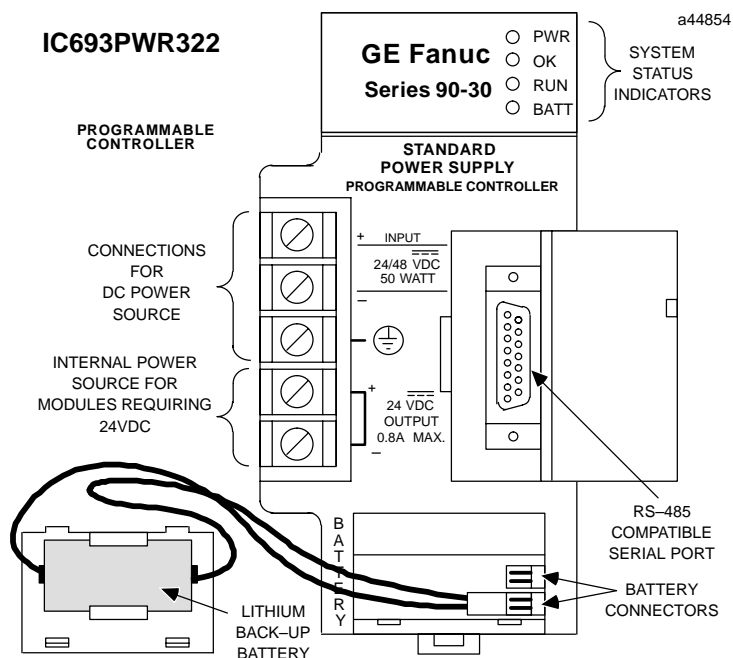 a44854
IC693PWR322
GE Fanuc
Series 90-30
PWR
OK
RUN
BATT
SYSTEM
STATUS
INDICATORS
PROGRAMMABLE
CONTROLLER
STANDARD
POWER SUPPLY
PROGRAMMABLE CONTROLLER
CONNECTIONS
FOR
DC POWER
SOURCE
+ INPUT
24/48 VDC
50 WATT
–
INTERNAL POWER
SOURCE FOR
MODULES REQUIRING
24VDC
+
24 VDC
OUTPUT
0.8A MAX.
–
RS–485
COMPATIBLE
SERIAL PORT
BATTERY
BATTERY
CONNECTORS
LITHIUM
BACK–UP
BATTERY